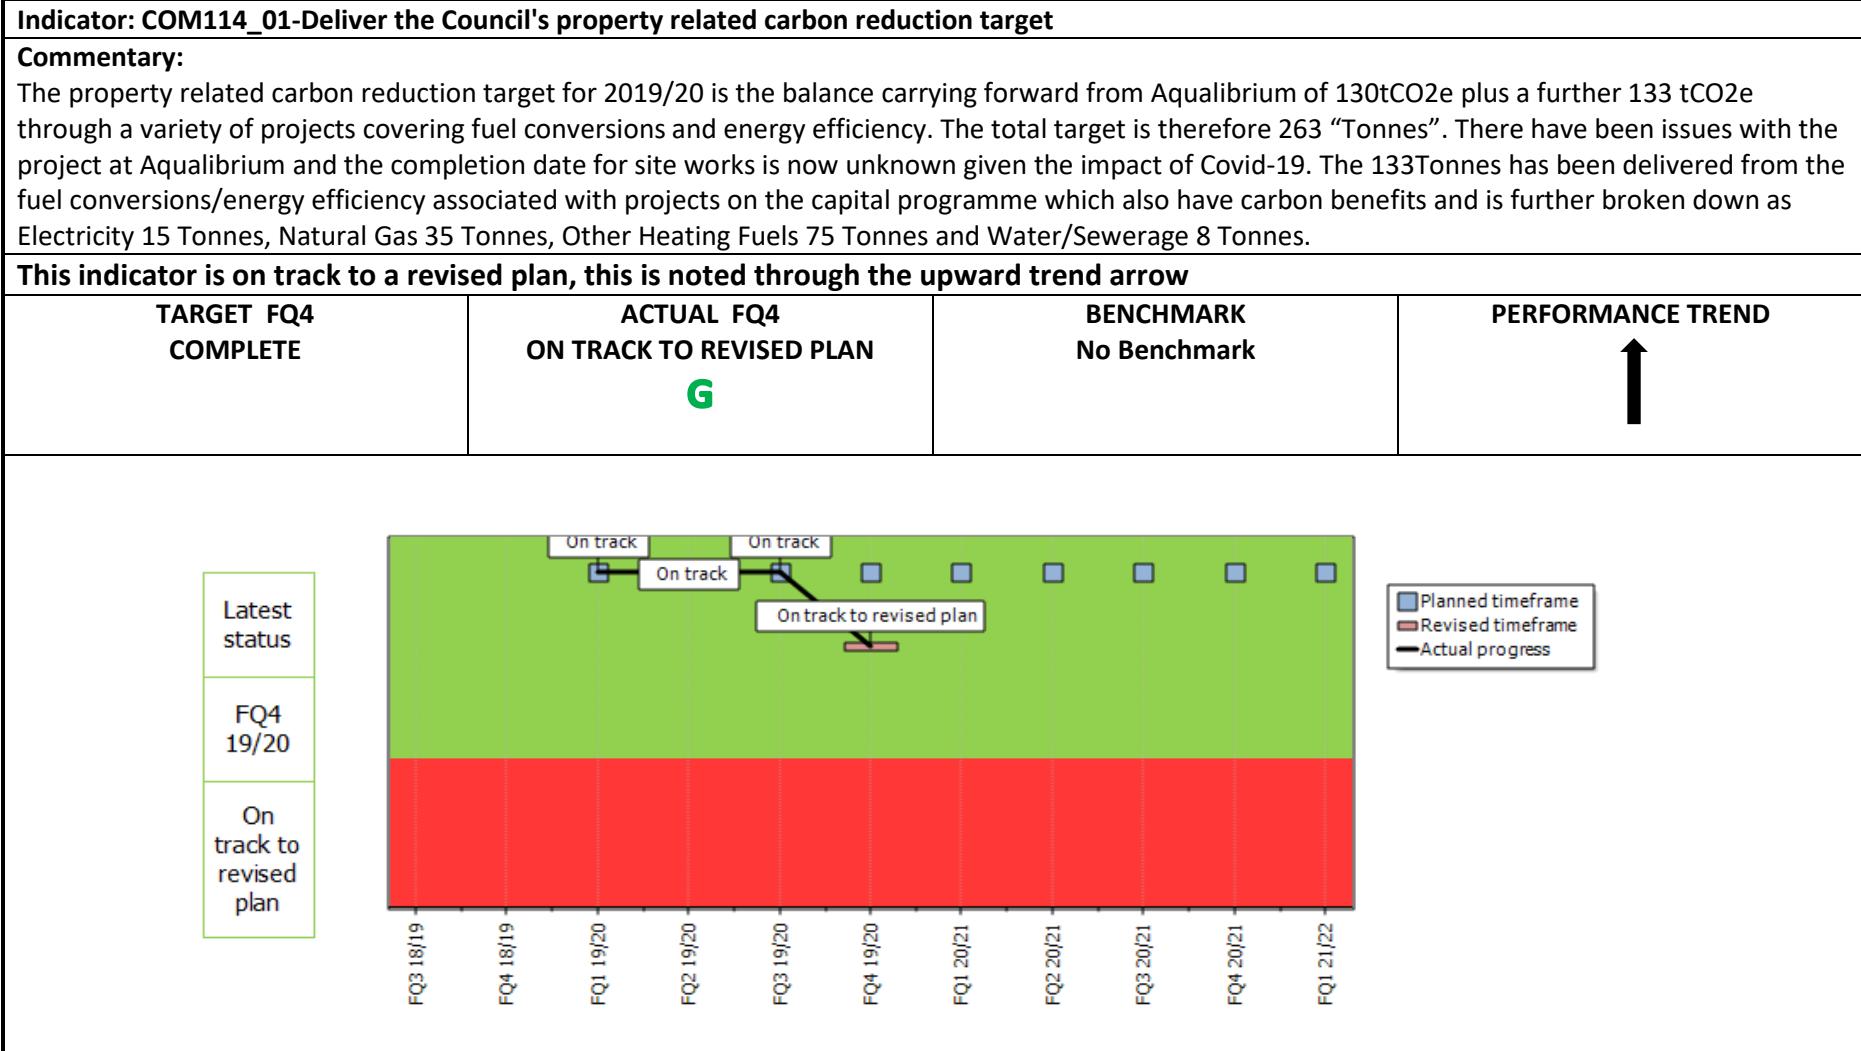 Indicator: COM114_01-Deliver the Council's property related carbon reduction target
Commentary:
The property related carbon reduction target for 2019/20 is the balance carrying forward from Aqualibrium of 130tCO2e plus a further 133 tCO2e
through a variety of projects covering fuel conversions and energy efficiency. The total target is therefore 263 “Tonnes”. There have been issues with the
project at Aqualibrium and the completion date for site works is now unknown given the impact of Covid-19. The 133Tonnes has been delivered from the
fuel conversions/energy efficiency associated with projects on the capital programme which also have carbon benefits and is further broken down as
Electricity 15 Tonnes, Natural Gas 35 Tonnes, Other Heating Fuels 75 Tonnes and Water/Sewerage 8 Tonnes.
This indicator is on track to a revised plan, this is noted through the upward trend arrow
TARGET FQ4
COMPLETE
ACTUAL FQ4
ON TRACK TO REVISED PLAN
G
BENCHMARK
No Benchmark
PERFORMANCE TREND
Latest
status
FQ4
19/20
On
track to
revised
plan
On track
On track
On track
On track to revised plan
Planned timeframe
Revised timeframe
Actual progress
FQ3 18/19
FQ4 18/19
FQ1 19/20
FQ2 19/20
FQ3 19/20
FQ4 19/20
FQ1 20/21
FQ2 20/21
FQ3 20/21
FQ4 20/21
FQ1 21/22